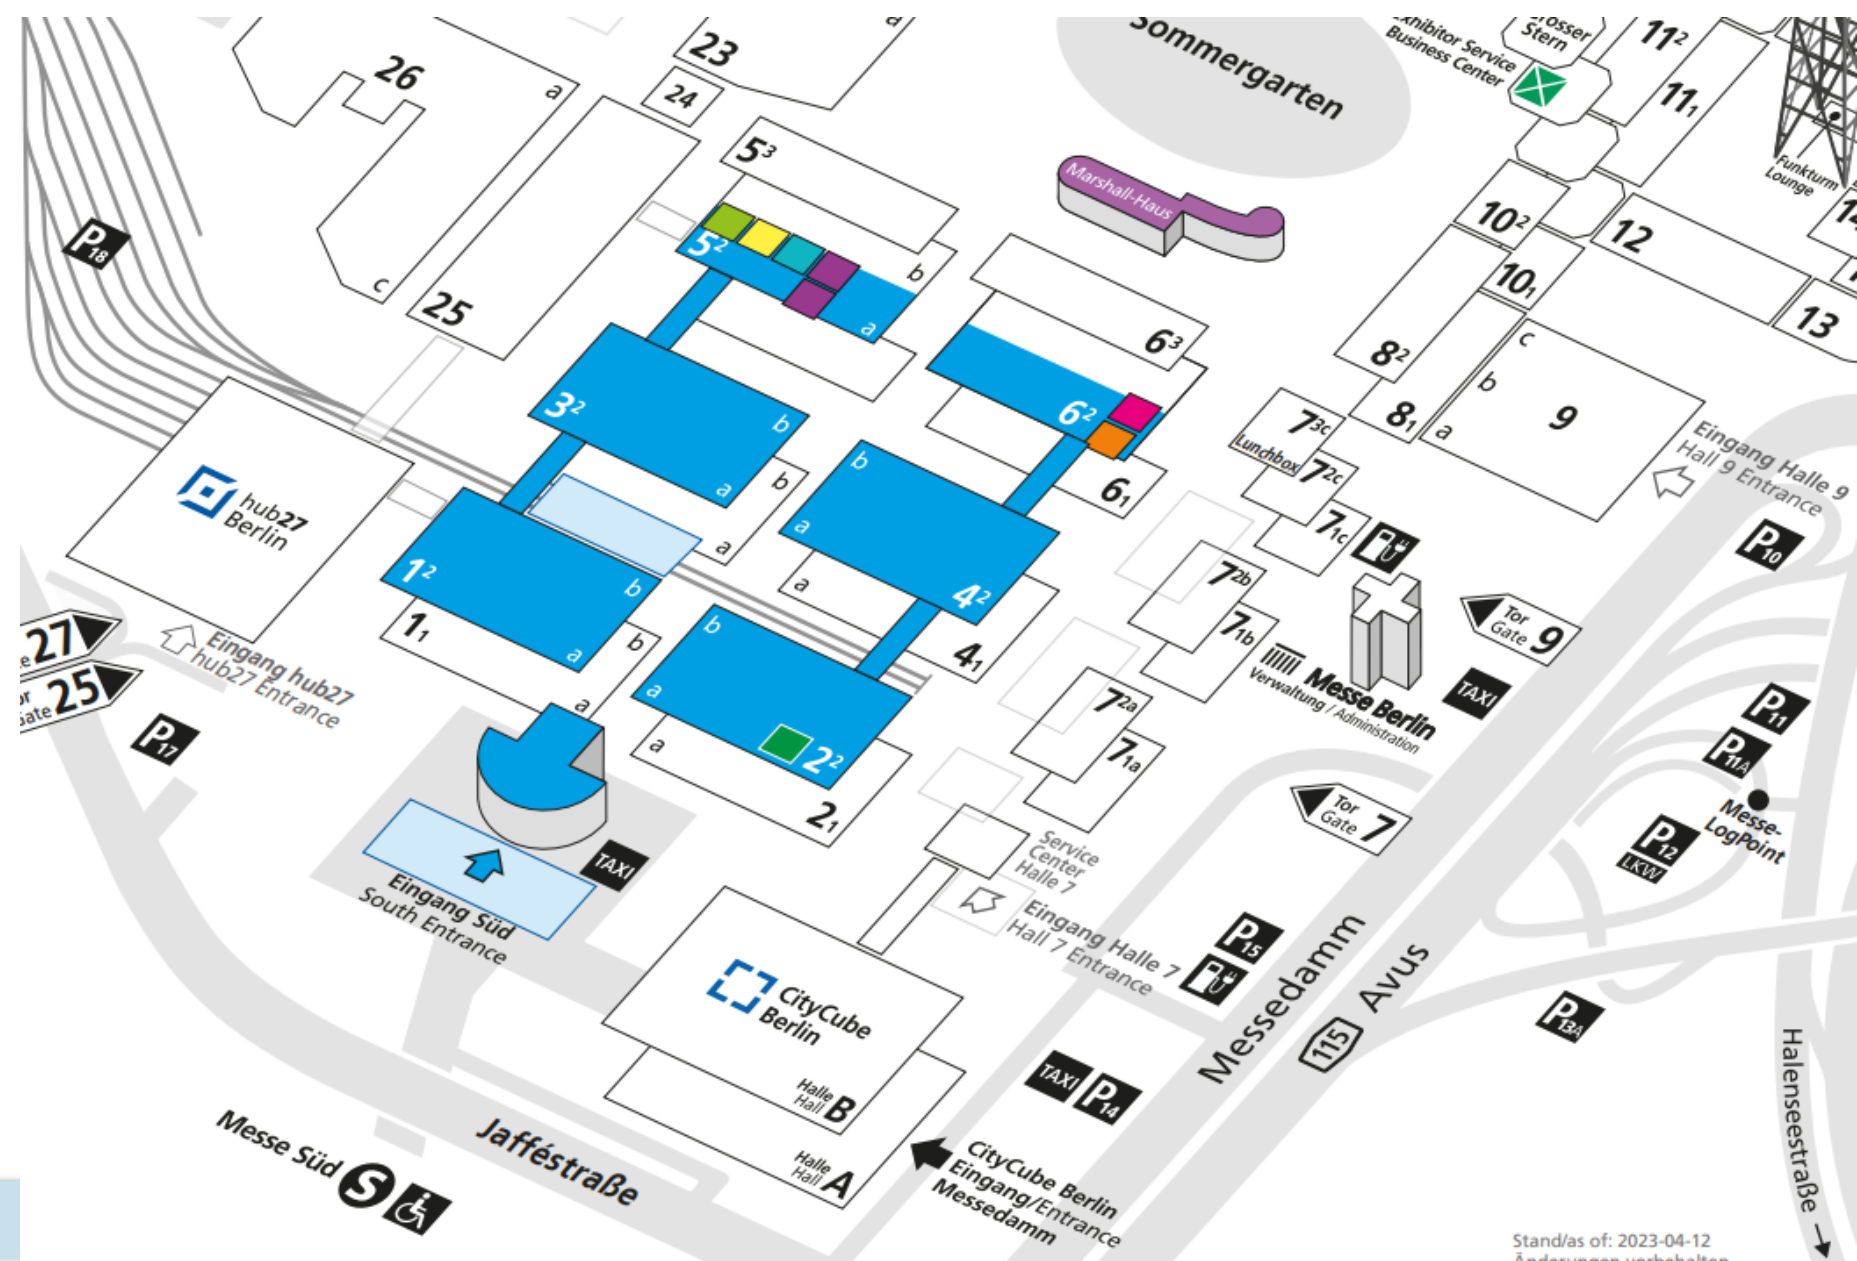 23
a
26
a
24
Sommergarten
Exhibitor Service
Business Center
Grosser
Stern
11²
11₁
Funkturm
Lounge
5³
Marshall-Haus
10²
12
14
P18
5²
b
a
c
25
10₁
13
6³
8²
c
b
9
a
8₁
3²
b
a
6²
7³ᶜ
Lunchbox
7²ᶜ
7₁c
Eingang Halle 9
Hall 9 Entrance
P10
hub27
Berlin
b
a
6₁
b
a
4²
1²
b
a
a
4₁
7²ᵇ
7₁b
Tor
Gate 9
1₁
b
a
27
25
Gate
Eingang hub27
hub27 Entrance
P17
b
a
2²
a
2₁
7²ᵃ
7₁a
Messe Berlin
Verwaltung / Administration
TAXI
P11
P11A
Messe-
LogPoint
Tor
Gate 7
P12
LKW
TAXI
Eingang Süd
South Entrance
Service
Center
Halle 7
Eingang Halle 7
Hall 7 Entrance
P15
Messedamm
Avus
115
P13A
CityCube
Berlin
Halle
Hall B
Halle
Hall A
TAXI
P14
Halenseestraße
Messe Süd
S
Jafféstraße
CityCube Berlin
Eingang/Entrance
Messedamm
Stand/as of: 2023-04-12
Änderungen vorbehalten